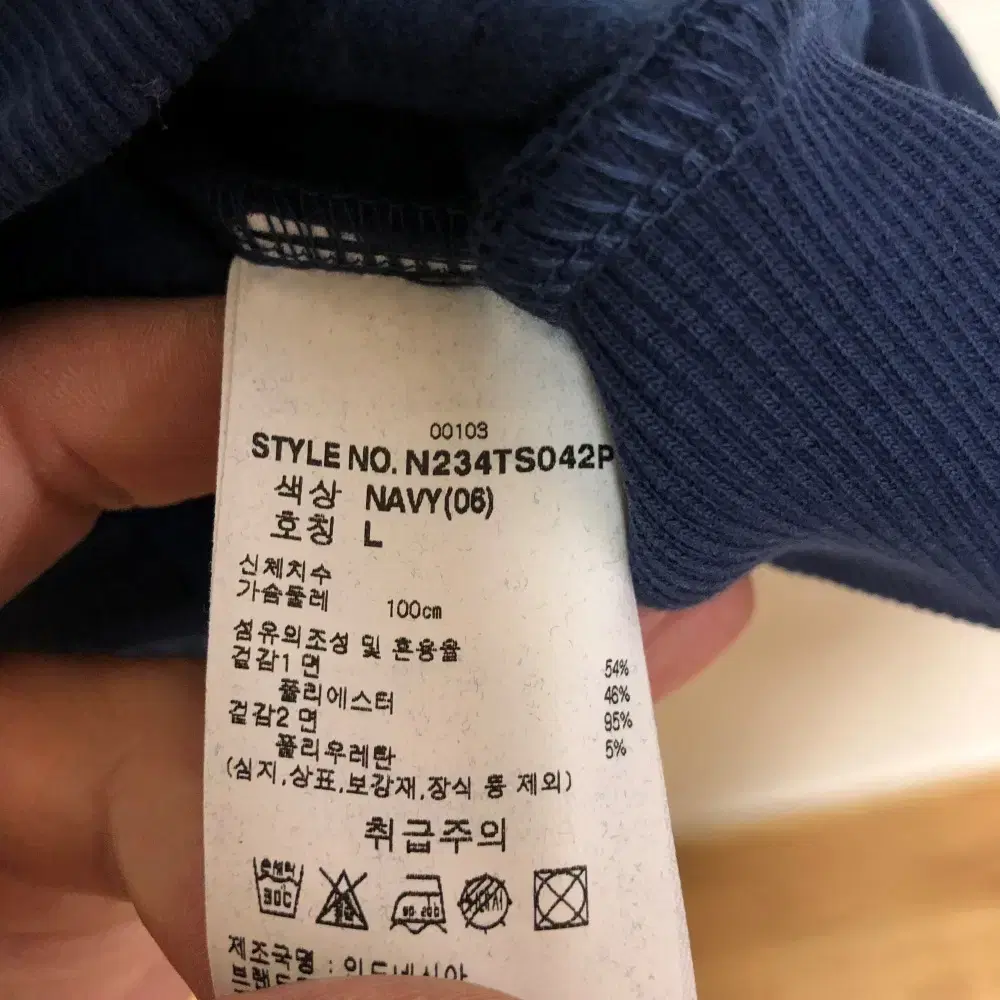 00103
STYLE NO. N234TS042P
색상 NAVY(06)
호칭 L
신체치수
가슴둘레 100cm
섬유의조성 및 혼용율
겉감1 면 54%
폴리에스터 46%
겉감2 면 95%
폴리우레탄 5%
(심지,상표,보강재,장식 등 제외)
취급주의
30C
제조국명 : 인도네시아